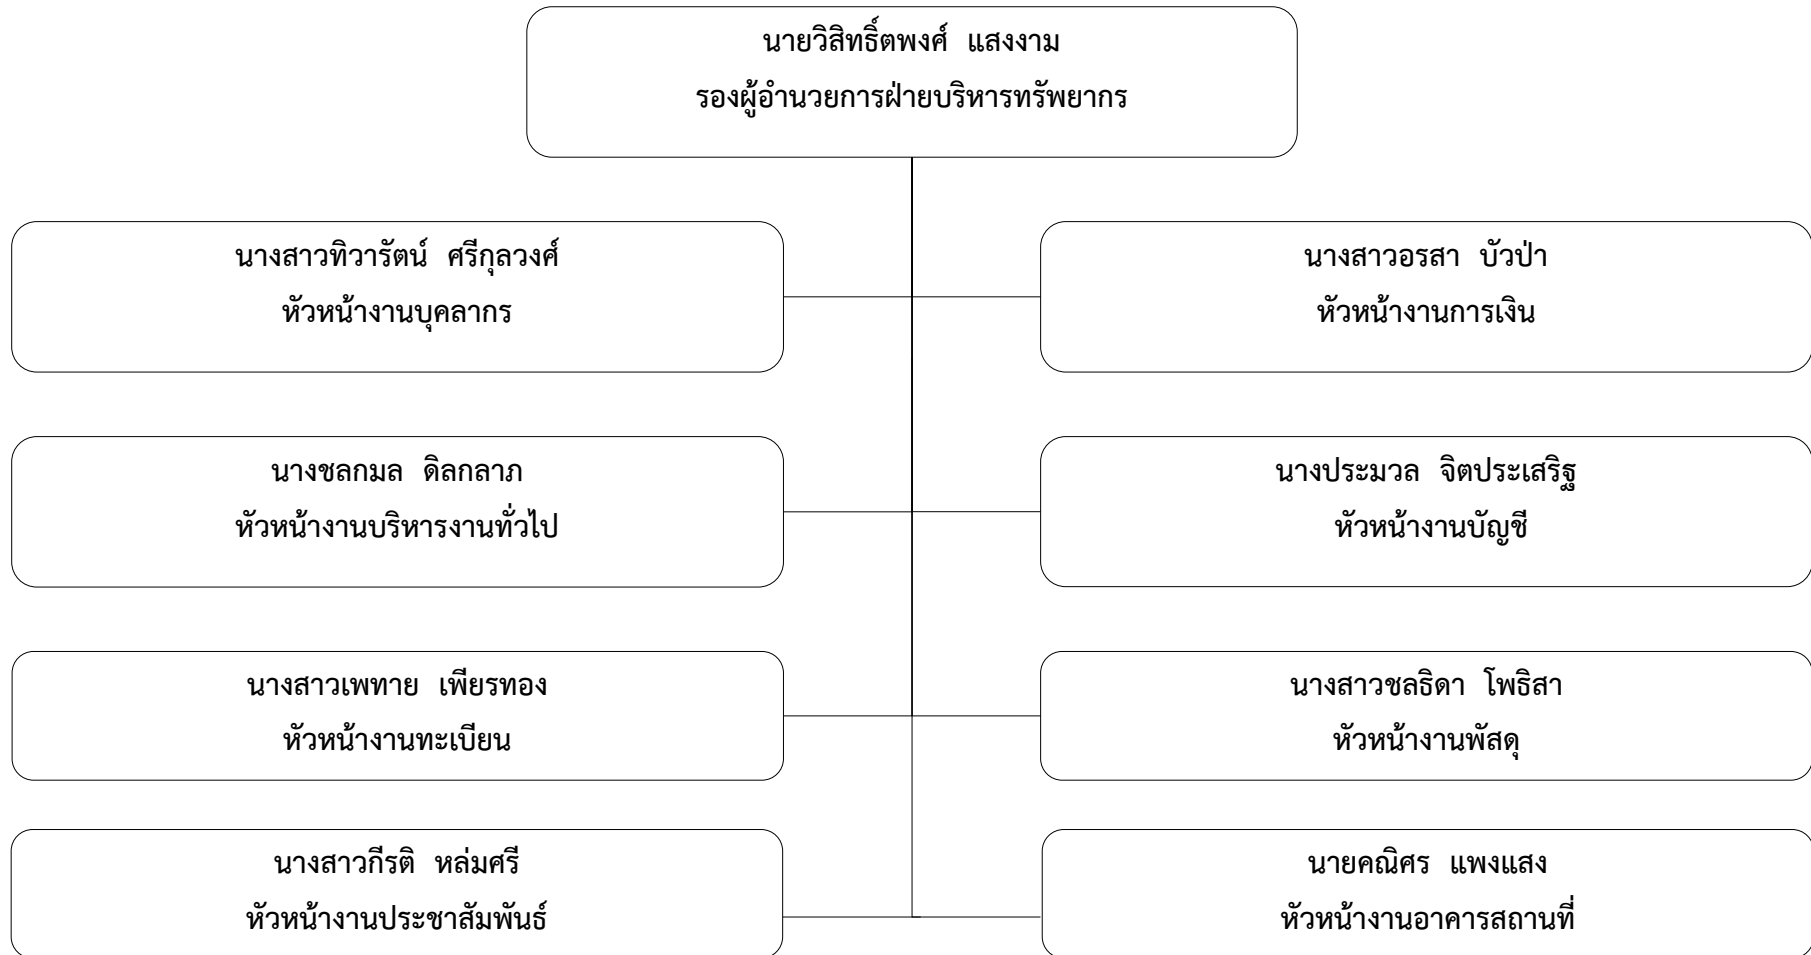 นายวิสิทธิ์ตพงศ์ แสงงาม
รองผู้อำนวยการฝ่ายบริหารทรัพยากร
นางสาวทิวารัตน์ ศรีกุลวงศ์
หัวหน้างานบุคลากร
นางสาวอรสา บัวป่า
หัวหน้างานการเงิน
นางชลกมล ดิลกลาภ
หัวหน้างานบริหารงานทั่วไป
นางประมวล จิตประเสริฐ
หัวหน้างานบัญชี
นางสาวเพทาย เพียรทอง
หัวหน้างานทะเบียน
นางสาวชลธิดา โพธิสา
หัวหน้างานพัสดุ
นางสาวกีรติ หล่มศรี
หัวหน้างานประชาสัมพันธ์
นายคณิศร แพงแสง
หัวหน้างานอาคารสถานที่